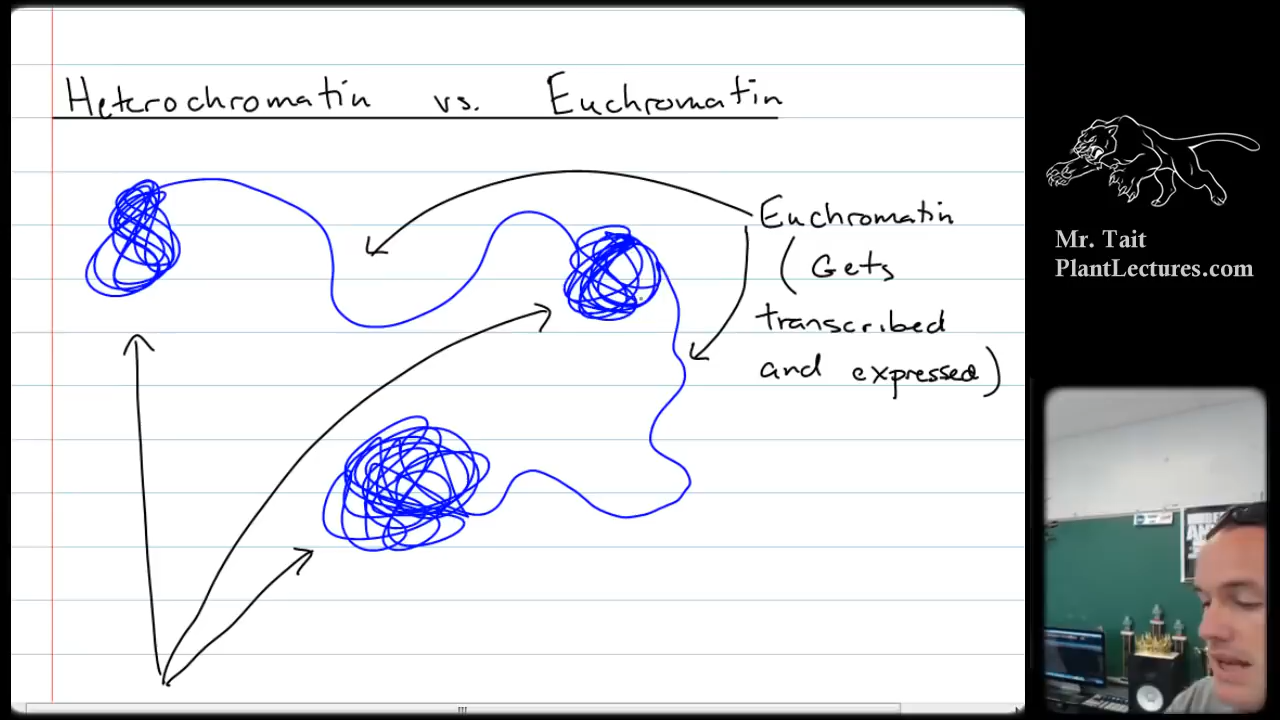 Heterochromatin vs. Euchromatin
Euchromatin
( Gets
transcribed
and expressed)
Mr. Tait
PlantLectures.com